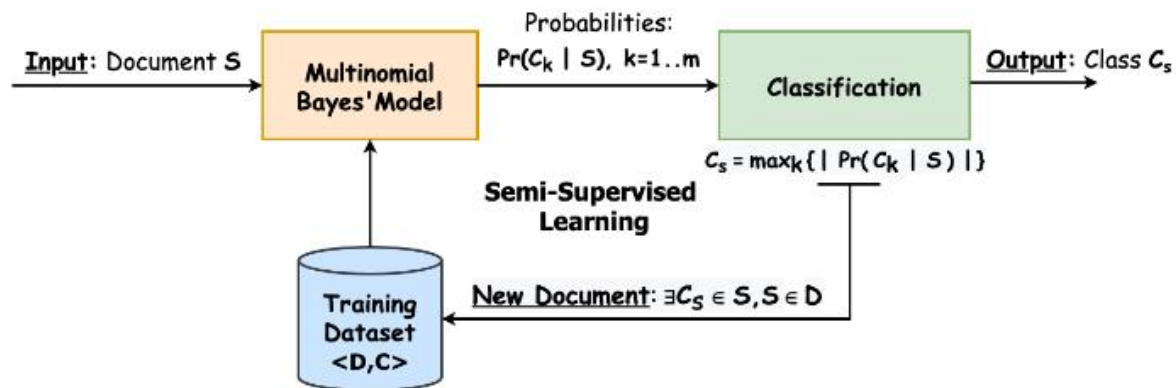 Input: Document S
Multinomial
Bayes'Model
Probabilities:
Pr(Cₖ | S), k=1..m
Classification
Output: Class Cₛ
Cₛ = maxₖ{| Pr(Cₖ | S) |}
Semi-Supervised
Learning
New Document: ∃Cₛ ∈ S, S ∈ D
Training
Dataset
<D,C>